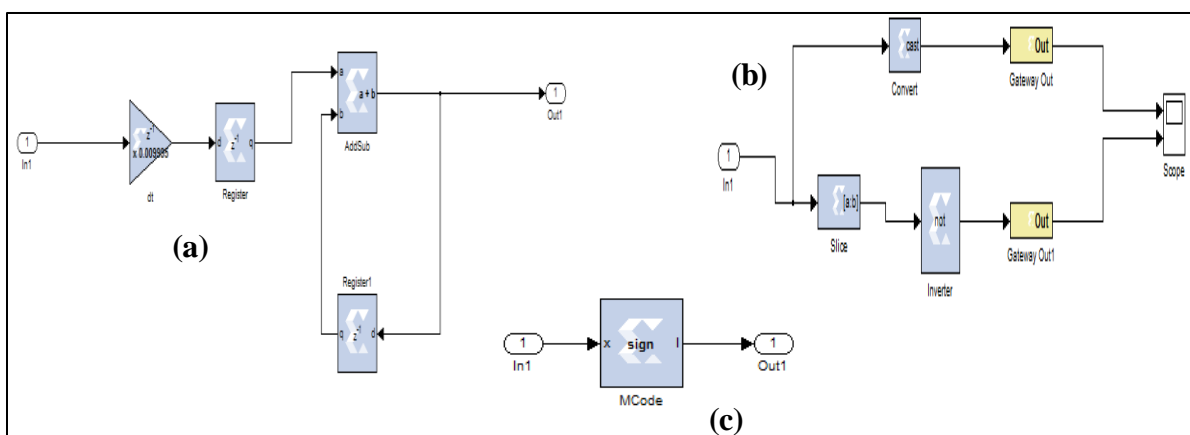 1
In1
z-1
x 0.009995
dt
d
z-1
q
Register
a
b
a + b
AddSub
1
Out1
Register1
q
z-1
d
(a)
(b)
cast
Convert
Out
Gateway Out
1
In1
[a:b]
Slice
not
Inverter
Out
Gateway Out1
Scope
1
In1
x
sign
l
MCode
1
Out1
(c)